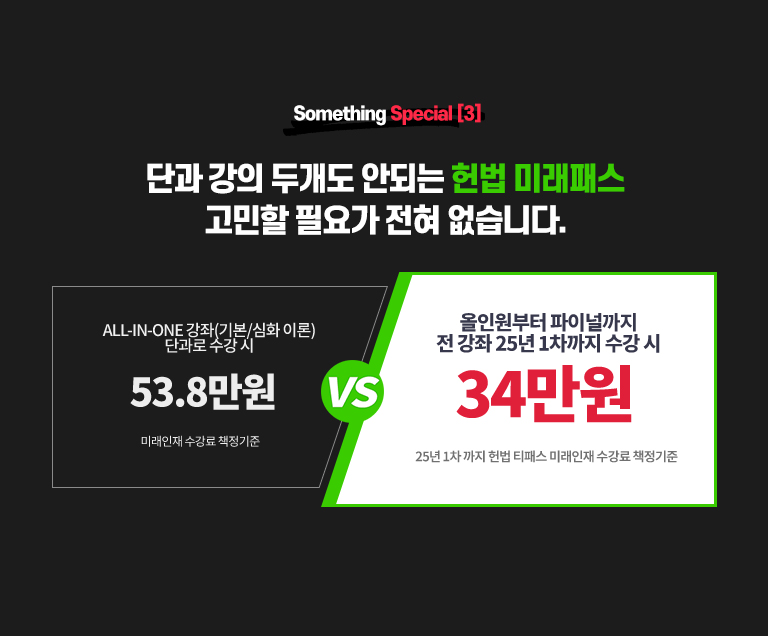 Something Special [3]
단과 강의 두개도 안되는 헌법 미래패스
고민할 필요가 전혀 없습니다.
ALL-IN-ONE 강좌(기본/심화 이론)
단과로 수강 시
53.8만원
미래인재 수강료 책정기준
VS
올인원부터 파이널까지
전 강좌 25년 1차까지 수강 시
34만원
25년 1차 까지 헌법 티패스 미래인재 수강료 책정기준